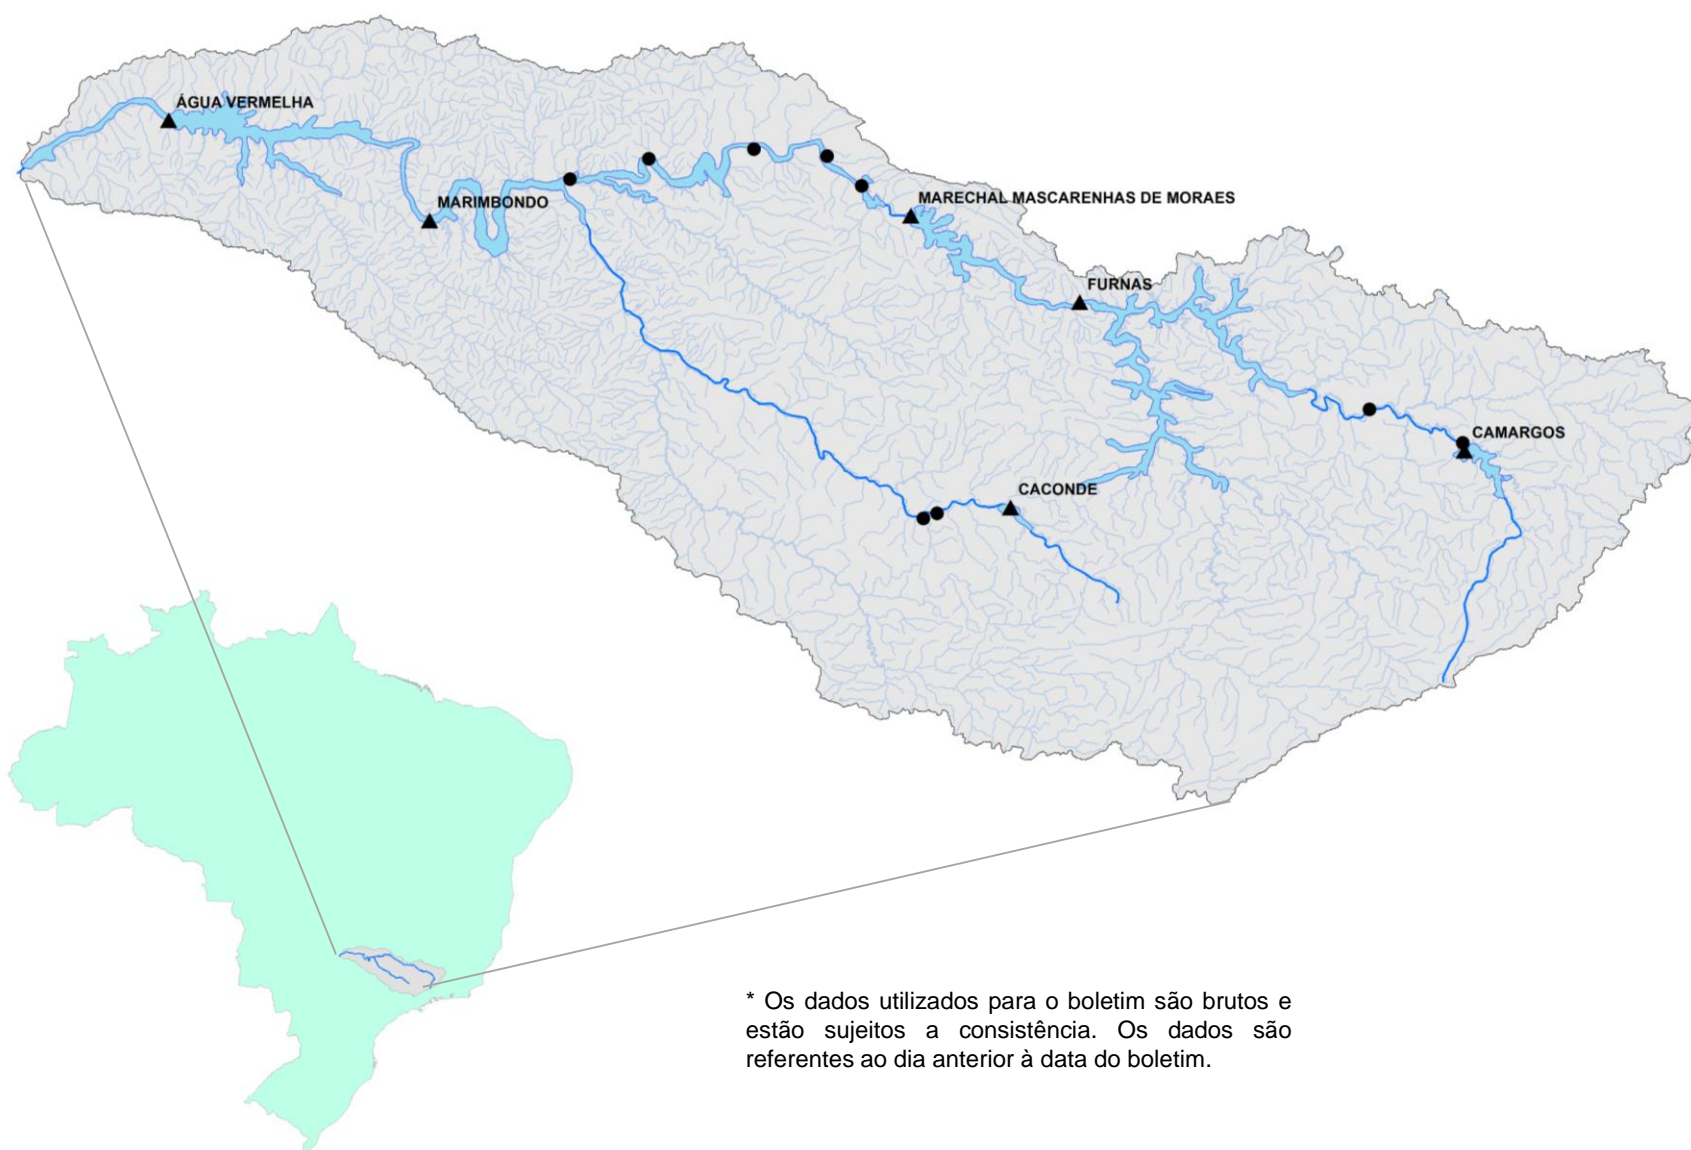 ÁGUA VERMELHA
MARIMBONDO
MARECHAL MASCARENHAS DE MORAES
FURNAS
CAMARGOS
CACONDE
* Os dados utilizados para o boletim são brutos e
estão sujeitos a consistência. Os dados são
referentes ao dia anterior à data do boletim.